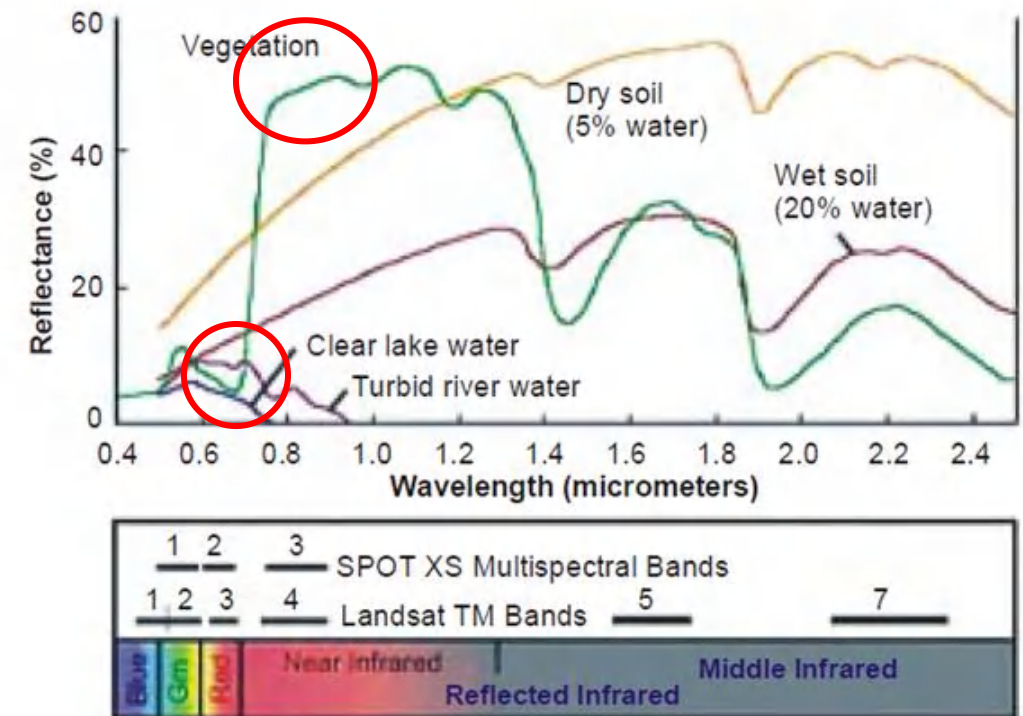 60
Vegetation
Dry soil
(5% water)
40
Wet soil
(20% water)
Reflectance (%)
20
Clear lake water
Turbid river water
0
0.4 0.6 0.8 1.0 1.2 1.4 1.6 1.8 2.0 2.2 2.4
Wavelength (micrometers)
1 2 3 SPOT XS Multispectral Bands
1 2 3 4 Landsat TM Bands 5 7
Blue Grn Red Near Infrared Middle Infrared
Reflected Infrared